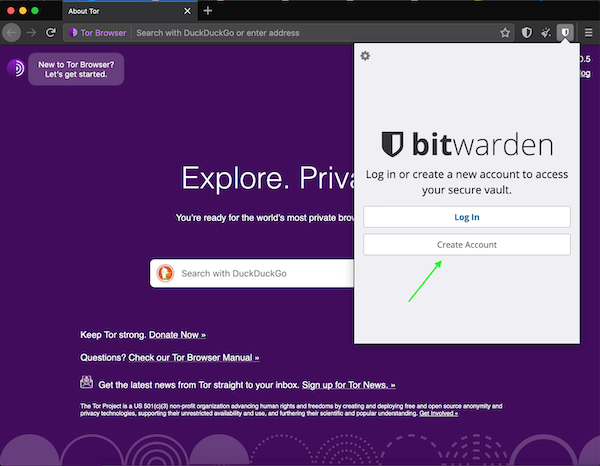 About Tor
Tor Browser
Search with DuckDuckGo or enter address
New to Tor Browser?
Let's get started.
0.5
og
bitwarden
Log in or create a new account to access
your secure vault.
Log In
Create Account
Explore. Priva
You're ready for the world's most private brow
Search with DuckDuckGo
Keep Tor strong. Donate Now »
Questions? Check our Tor Browser Manual »
Get the latest news from Tor straight to your inbox. Sign up for Tor News. »
The Tor Project is a US 501(c)(3) non-profit organization advancing human rights and freedoms by creating and deploying free and open source anonymity and
privacy technologies, supporting their unrestricted availability and use, and furthering their scientific and popular understanding. Get Involved »